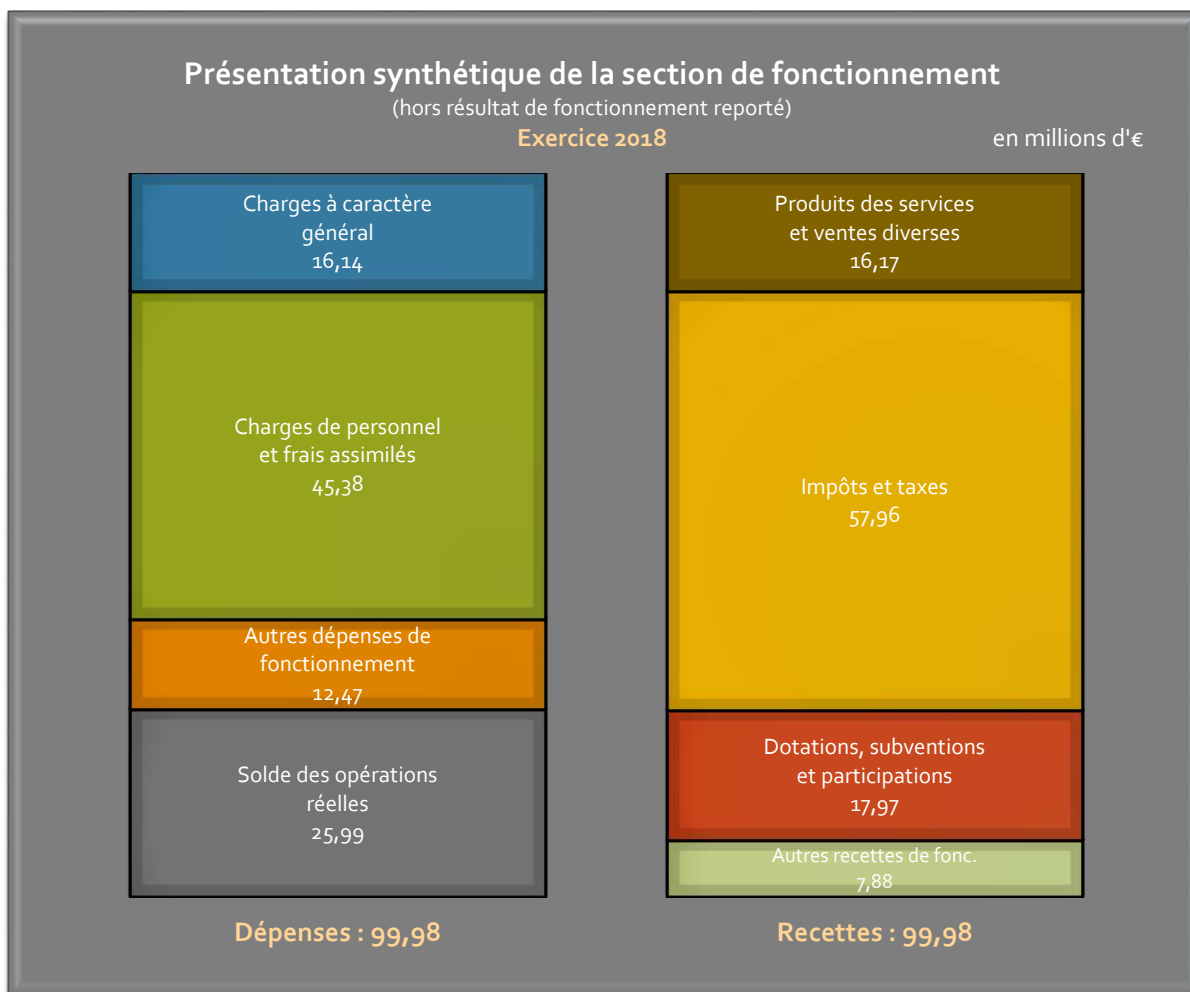 Présentation synthétique de la section de fonctionnement
(hors résultat de fonctionnement reporté)
Exercice 2018
en millions d'€
Charges à caractère
général
16,14
Charges de personnel
et frais assimilés
45,38
Autres dépenses de
fonctionnement
12,47
Solde des opérations
réelles
25,99
Dépenses : 99,98
Produits des services
et ventes diverses
16,17
Impôts et taxes
57,96
Dotations, subventions
et participations
17,97
Autres recettes de fonc.
7,88
Recettes : 99,98